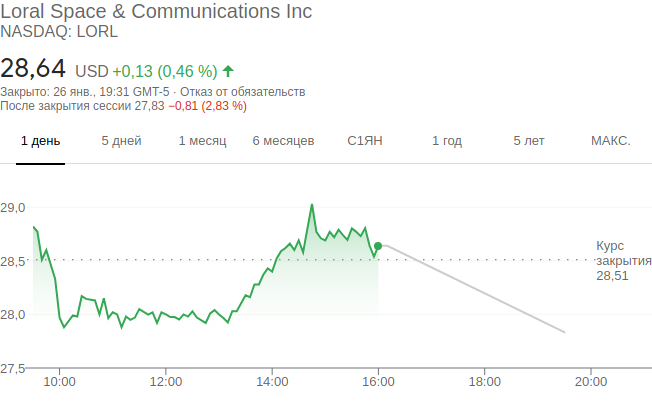 Loral Space & Communications Inc
NASDAQ: LORL
28,64 USD +0,13 (0,46 %)
Закрыто: 26 янв., 19:31 GMT-5 · Отказ от обязательств
После закрытия сессии 27,83 −0,81 (2,83 %)
1 день 5 дней 1 месяц 6 месяцев С1ЯН 1 год 5 лет МАКС.
29,0
28,5
28,0
27,5
Курс
закрытия
28,51
10:00 12:00 14:00 16:00 18:00 20:00